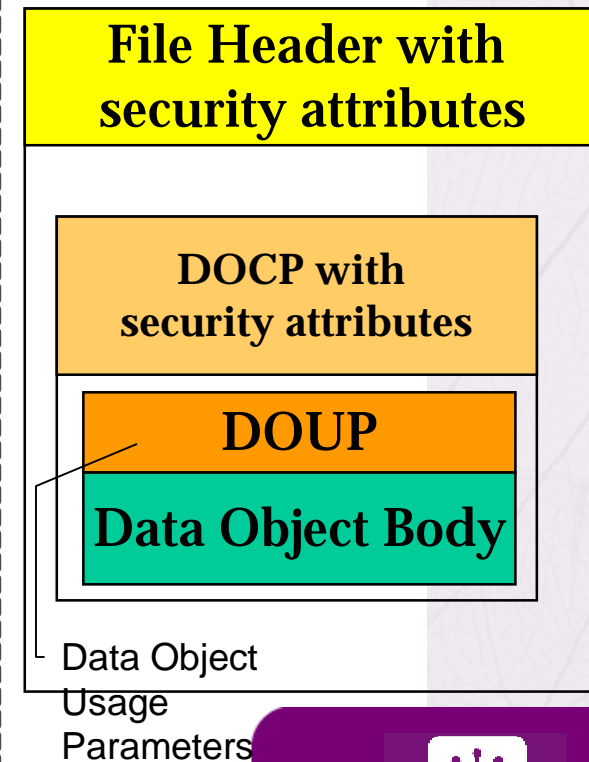 File Header with
security attributes
DOCP with
security attributes
DOUP
Data Object Body
Data Object
Usage
Parameters